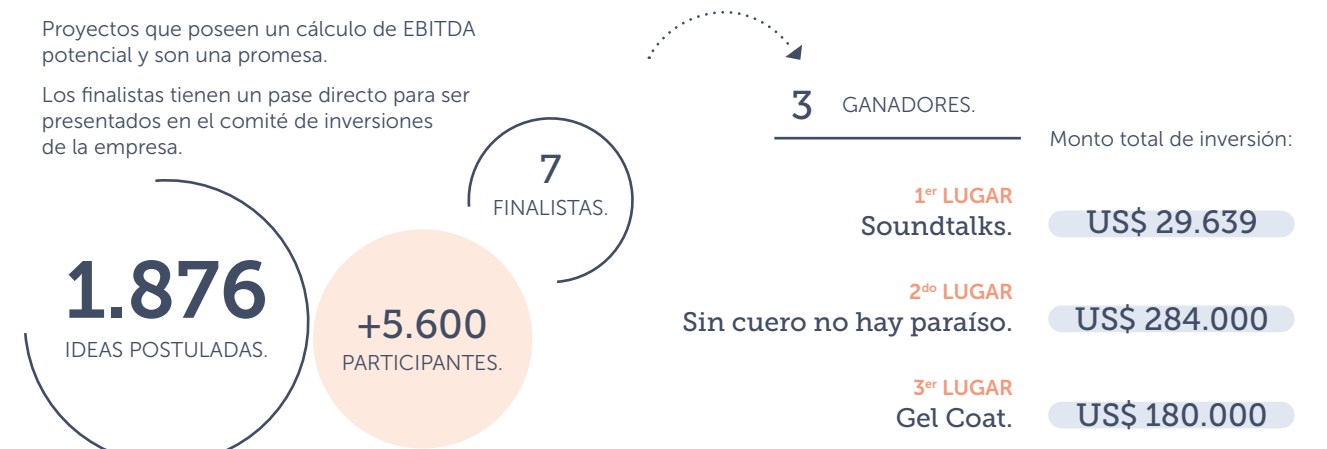 Proyectos que poseen un cálculo de EBITDA
potencial y son una promesa.
Los finalistas tienen un pase directo para ser
presentados en el comité de inversiones
de la empresa.
7
FINALISTAS.
1.876
IDEAS POSTULADAS.
+5.600
PARTICIPANTES.
3 GANADORES.
Monto total de inversión:
1er LUGAR
Soundtalks.
US$ 29.639
2do LUGAR
Sin cuero no hay paraíso.
US$ 284.000
3er LUGAR
Gel Coat.
US$ 180.000